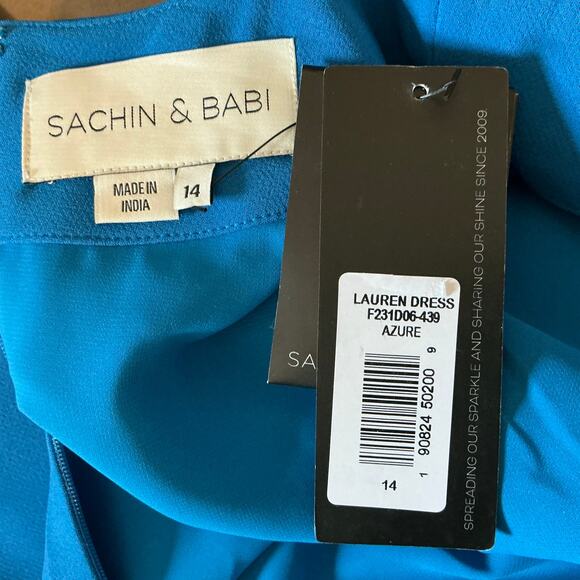 SACHIN & BABI
MADE IN
INDIA
14
SA
LAUREN DRESS
F231D06-439
AZURE
1 90824 50200 9
14
SPREADING OUR SPARKLE AND SHARING OUR SHINE SINCE 2009